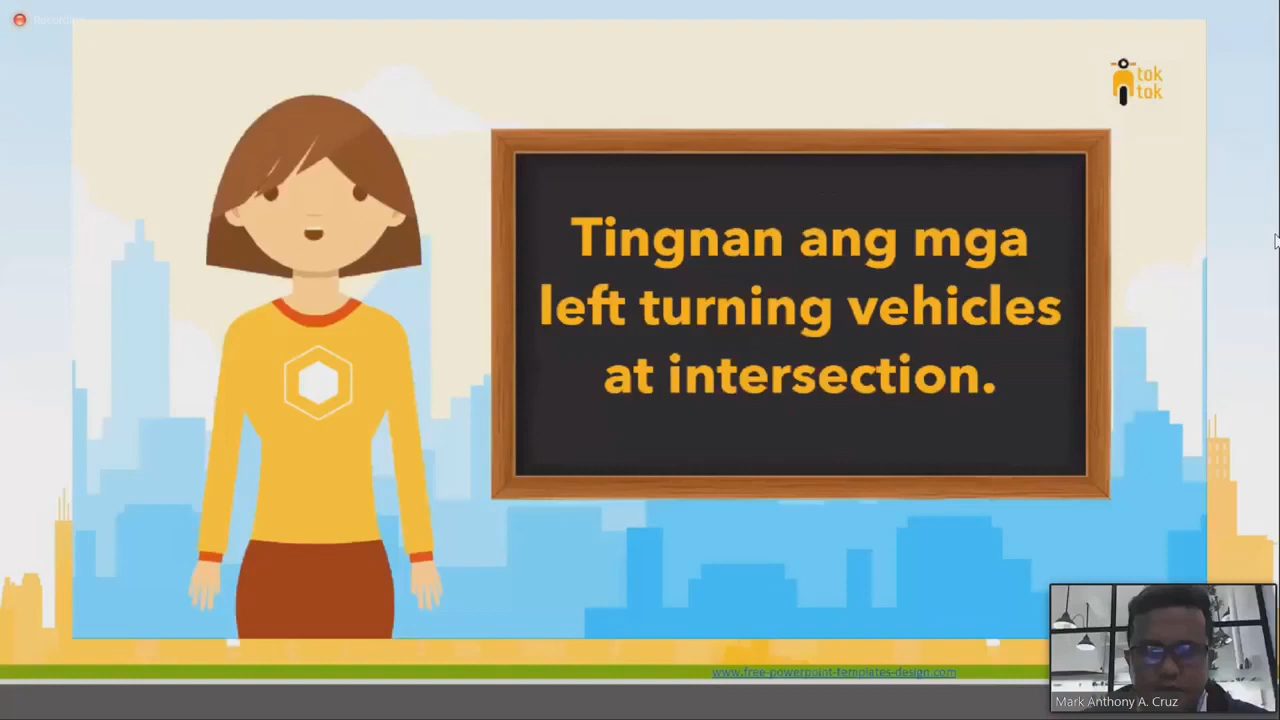 Recording
tok
tok
Tingnan ang mga
left turning vehicles
at intersection.
www.free-powerpoint-templates-design.com
Mark Anthony A. Cruz